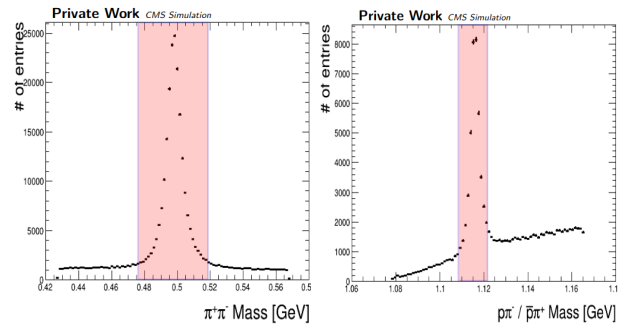 Private Work CMS Simulation
# of entries
25000
20000
15000
10000
5000
0
0.42 0.44 0.46 0.48 0.5 0.52 0.54 0.56 0.5
π⁺π⁻ Mass [GeV]
Private Work CMS Simulation
# of entries
8000
7000
6000
5000
4000
3000
2000
1000
0
1.06 1.08 1.10 1.12 1.14 1.16 1.1
pπ⁻ / p̄π⁺ Mass [GeV]